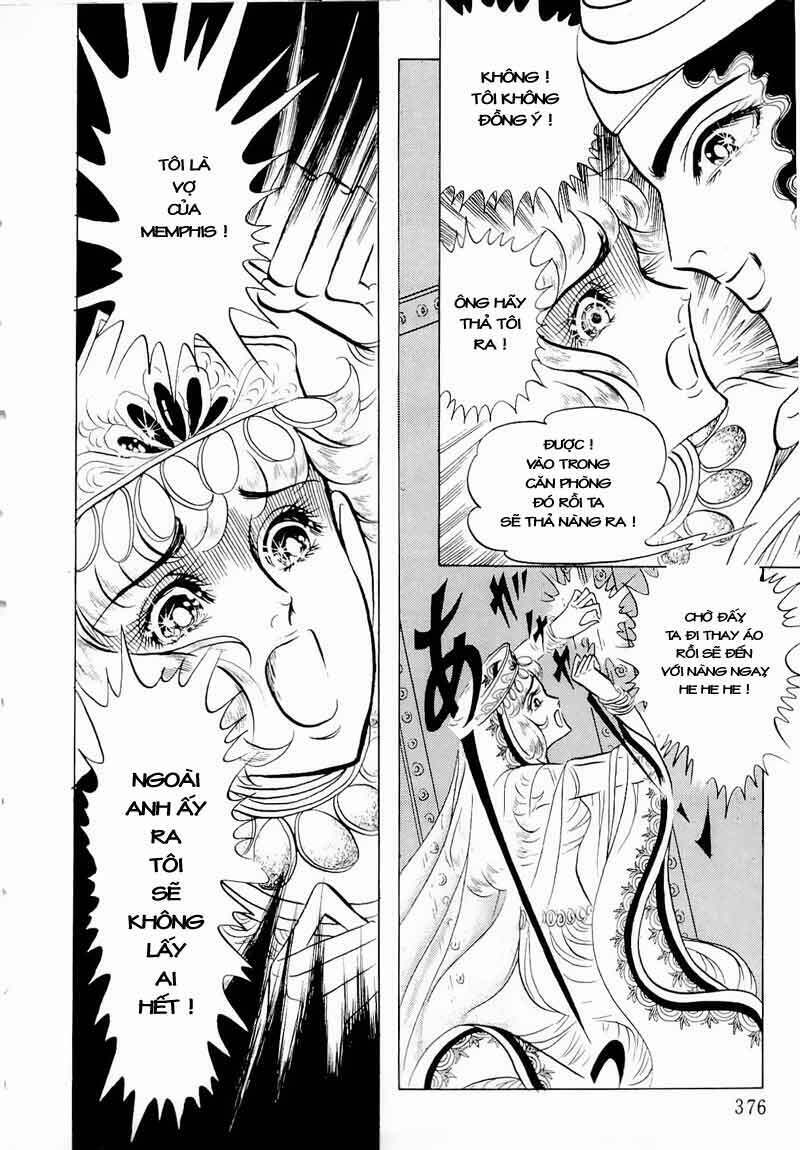 KHÔNG !
TÔI KHÔNG
ĐỒNG Ý !
ÔNG HÃY
THẢ TÔI
RA !
ĐƯỢC !
VÀO TRONG
CĂN PHÒNG
ĐÓ RỒI TA
SẼ THẢ NÀNG RA !
CHỜ ĐẤY,
TA ĐI THAY ÁO
RỒI SẼ ĐẾN
VỚI NÀNG NGAY,
HE HE HE !
あっ
TÔI LÀ
VỢ
CỦA
MEMPHIS !
NGOÀI
ANH ẤY
RA
TÔI
SẼ
KHÔNG
LẤY
AI
HẾT !
376